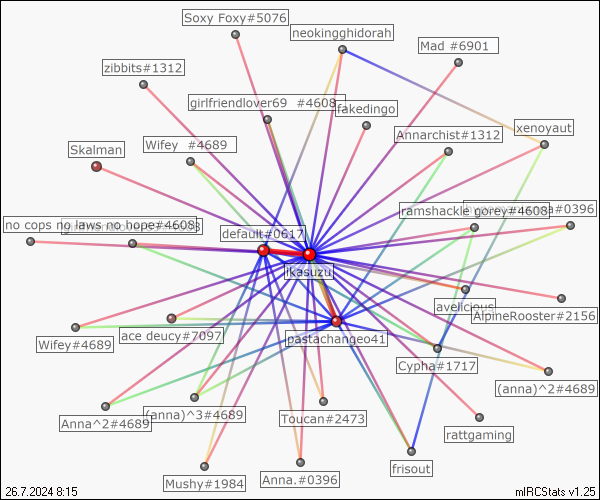 Soxy Foxy#5076
neokingghidorah
Mad #6901
zibbits#1312
girlfriendlover69 #4608
fakedingo
xenoyaut
Annarchist#1312
Wifey #4689
Skalman
ramshackle gorey#4608
#0396
no cops no laws no hope#4608
default#0617
ikasuzu
avelicious
AlpineRooster#2156
ace deucy#7097
Wifey#4689
pastachangeo41
Cypha#1717
(anna)^2#4689
Anna^2#4689
(anna)^3#4689
Toucan#2473
rattgaming
frisout
Mushy#1984
Anna.#0396
26.7.2024 8:15
mIRCStats v1.25